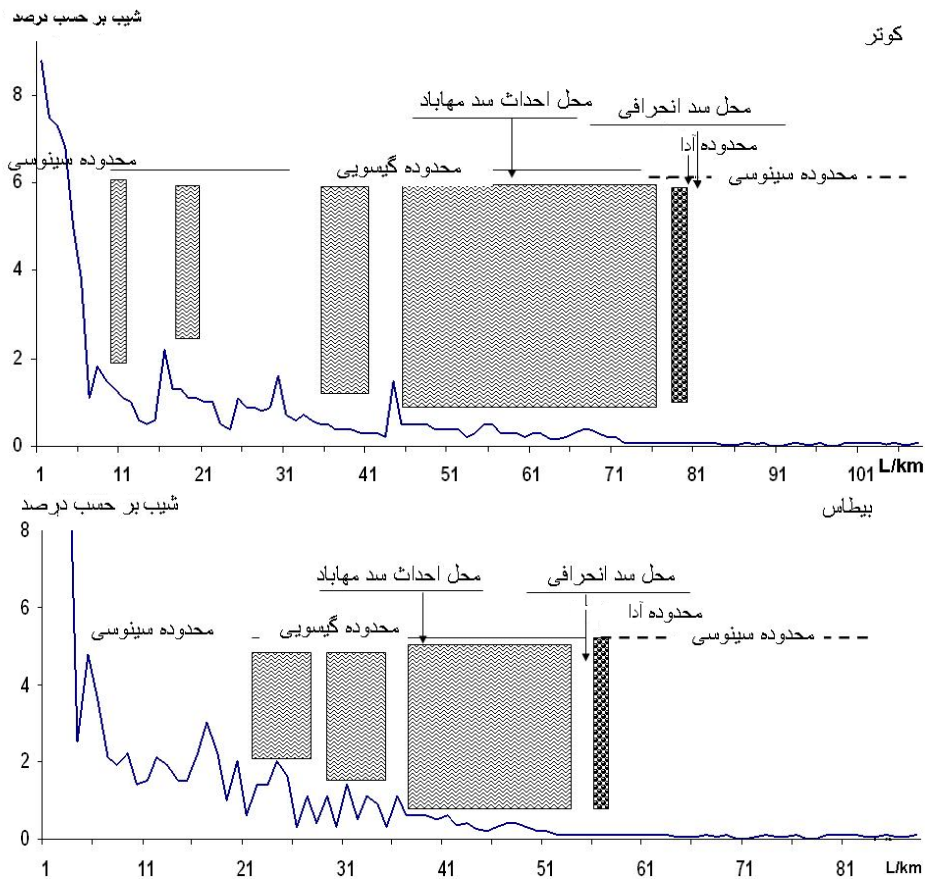 شیب بر حسب درصد
کوتر
محل احداث سد مهاباد
محل سد انحرافی
محدوده آدا
محدوده سینوسی
محدوده گیسویی
محدوده سینوسی
8
6
4
2
0
1 11 21 31 41 51 61 71 81 91 101 L/km
شیب بر حسب درصد
بیطاس
محل احداث سد مهاباد
محل سد انحرافی
محدوده آدا
محدوده سینوسی
محدوده گیسویی
محدوده سینوسی
8
6
4
2
0
1 11 21 31 41 51 61 71 81 L/km